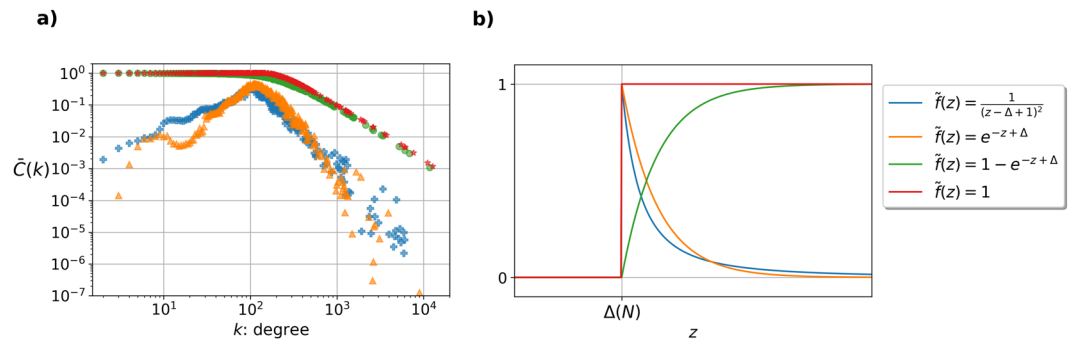 a)
10⁰
10⁻¹
10⁻²
C̄(k)10⁻³
10⁻⁴
10⁻⁵
10⁻⁶
10⁻⁷
10¹ 10² 10³ 10⁴
k: degree
b)
1
0
Δ(N)
z
f̃(z) = 1/(z−Δ+1)²
f̃(z) = e^(−z+Δ)
f̃(z) = 1 − e^(−z+Δ)
f̃(z) = 1